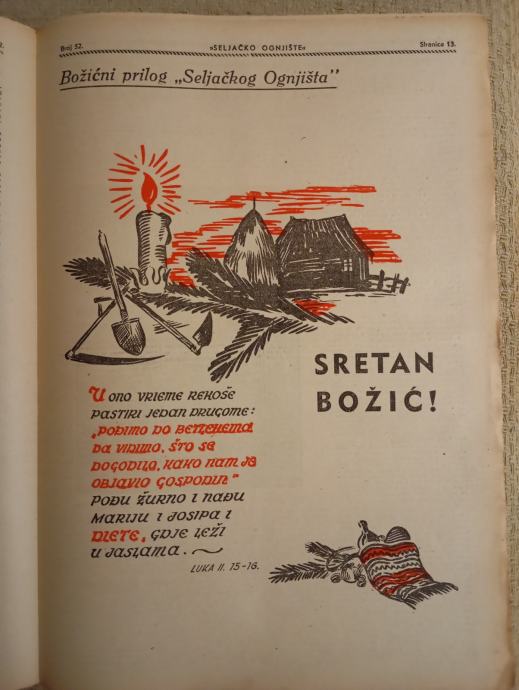 Broj 52.
»SELJAČKO OGNJIŠTE«
Stranica 13.
Božićni prilog „Seljačkog Ognjišta"
SRETAN
BOŽIĆ!
U ONO VRIEME REKOŠE
PASTIRI JEDAN DRUGOME:
„POĐIMO DO BETLEHEMA
DA VIDIMO, ŠTO SE
DOGODILO, KAKO NAM JE
OBJAVIO GOSPODIN"
POĐU ŽURNO I NAĐU
MARIJU I JOSIPA I
DIETE, GDJE LEŽI
U JASLAMA.
LUKA II. 15-16.